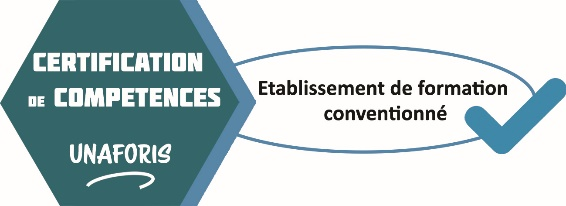 CERTIFICATION
DE COMPETENCES
UNAFORIS
Etablissement de formation
conventionné